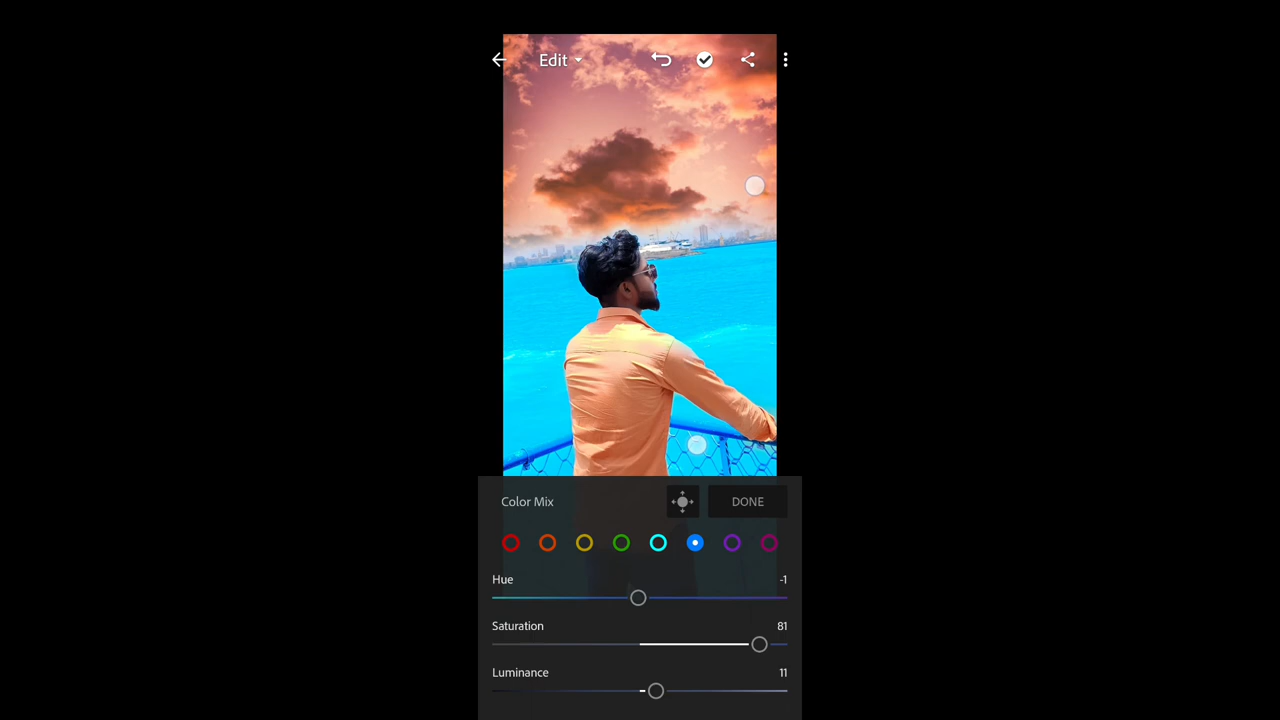 Edit
Color Mix
DONE
Hue
-1
Saturation
81
Luminance
11